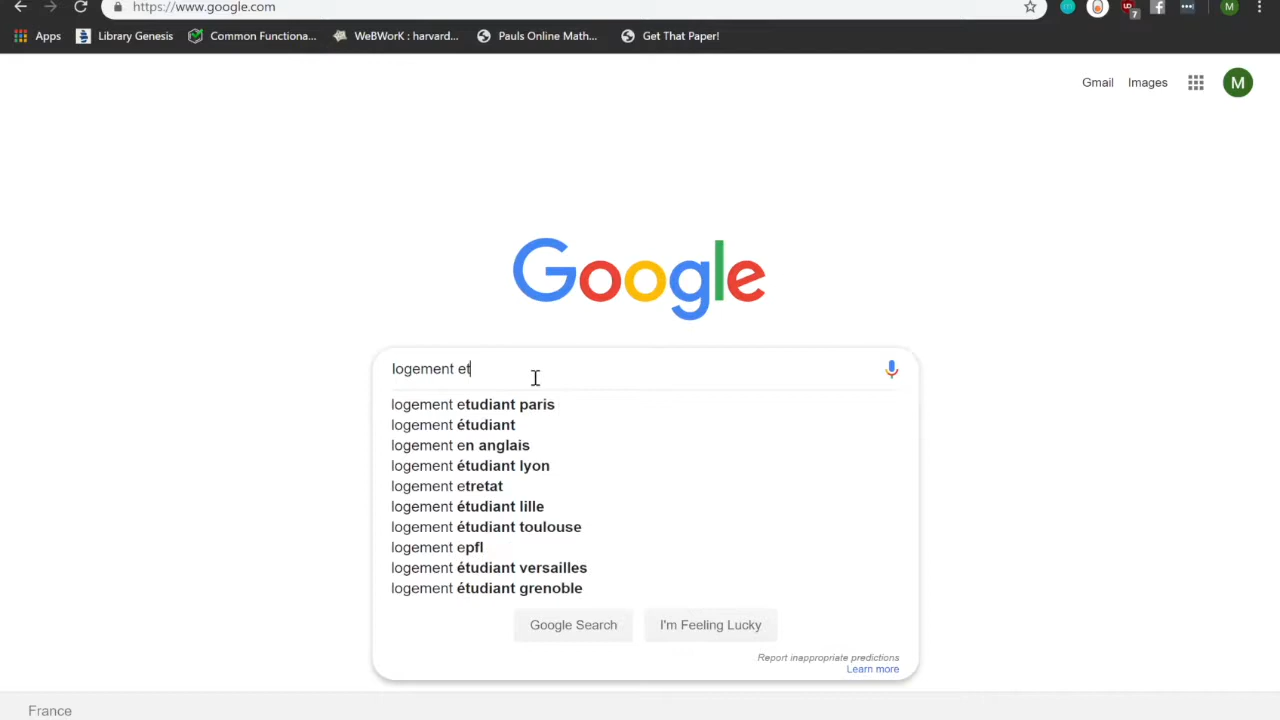 https://www.google.com
7
M
Apps Library Genesis Common Functiona... WeBWorK : harvard... Pauls Online Math... Get That Paper!
Gmail Images M
Google
logement et
logement etudiant paris
logement étudiant
logement en anglais
logement étudiant lyon
logement etretat
logement étudiant lille
logement étudiant toulouse
logement epfl
logement étudiant versailles
logement étudiant grenoble
Google Search I'm Feeling Lucky
Report inappropriate predictions
Learn more
France